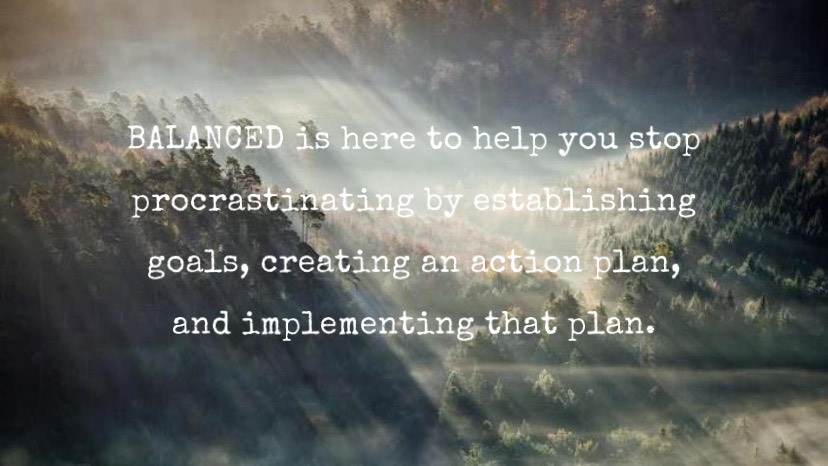 BALANCED is here to help you stop
procrastinating by establishing
goals, creating an action plan,
and implementing that plan.